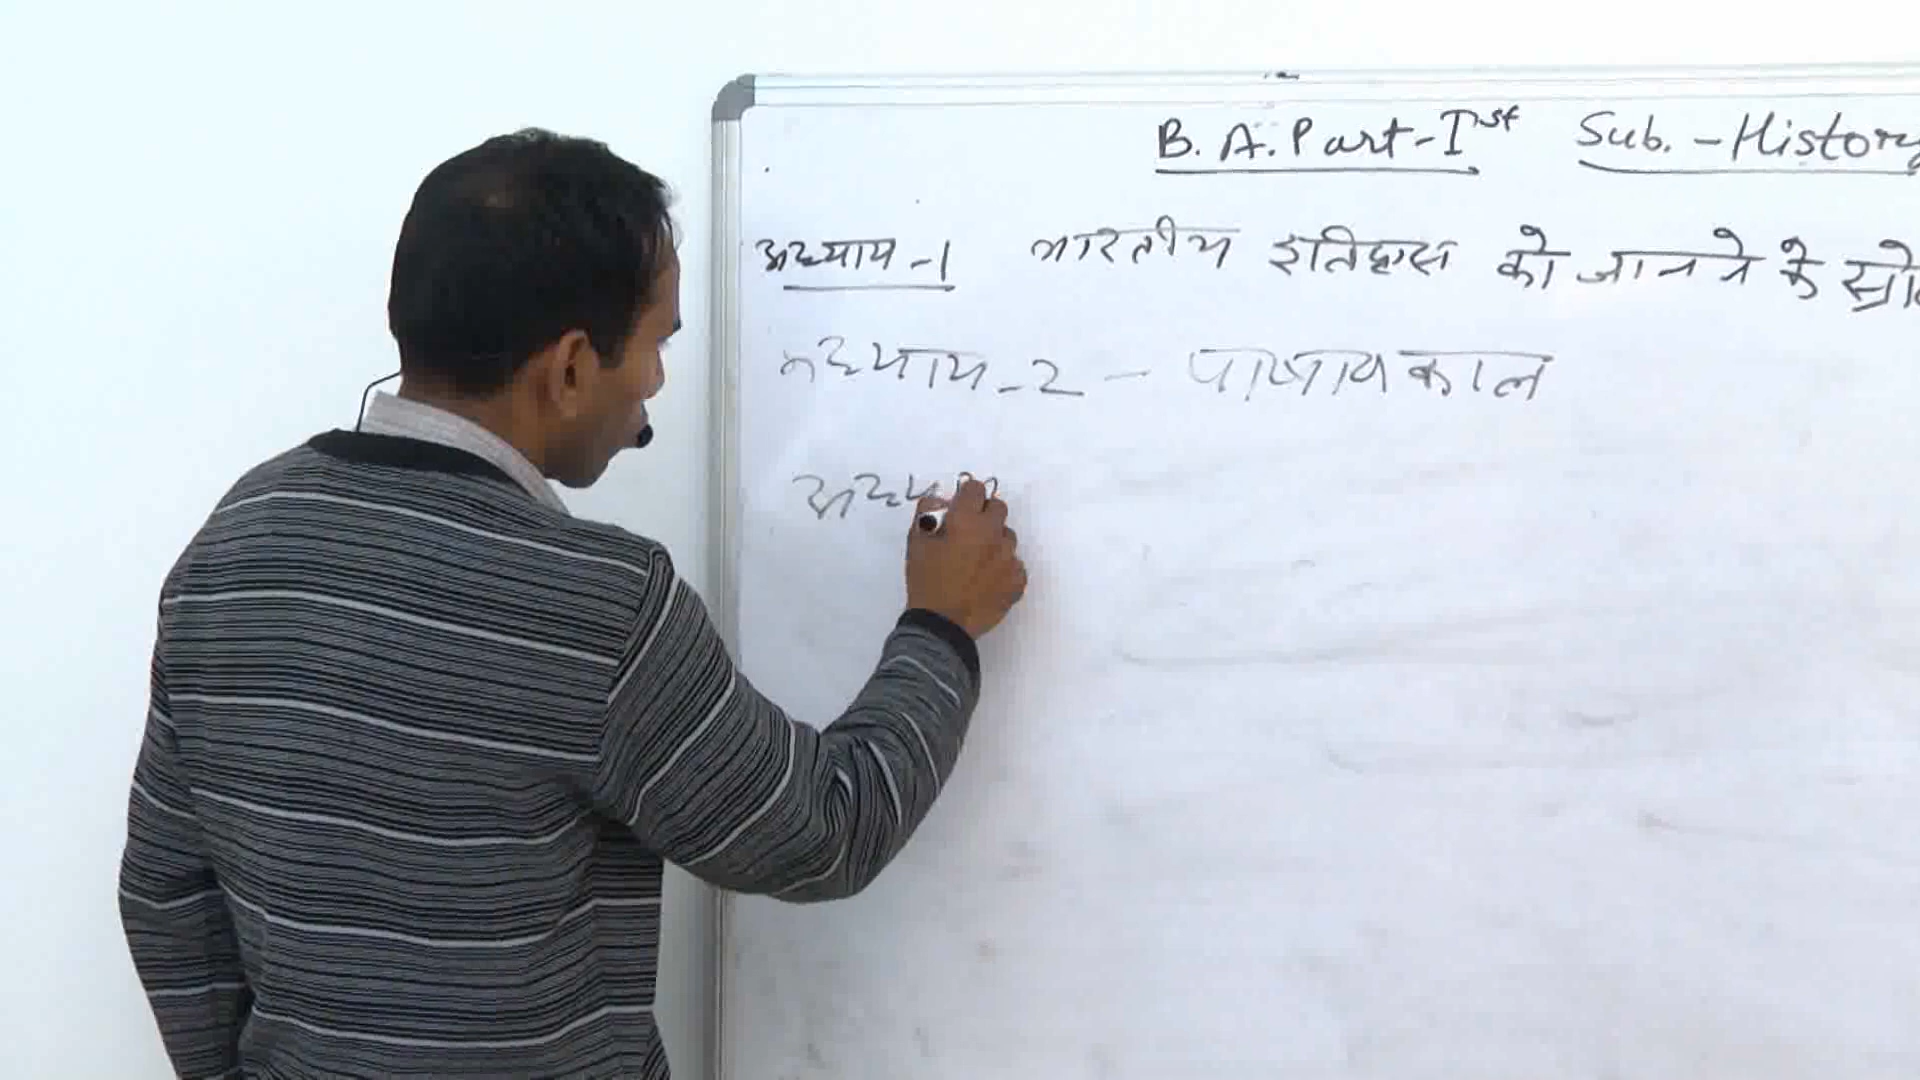 B. A. Part-Ist Sub. - History
अध्याय -1 भारतीय इतिहास को जानने के
अध्याय -2 - पाषाणकाल